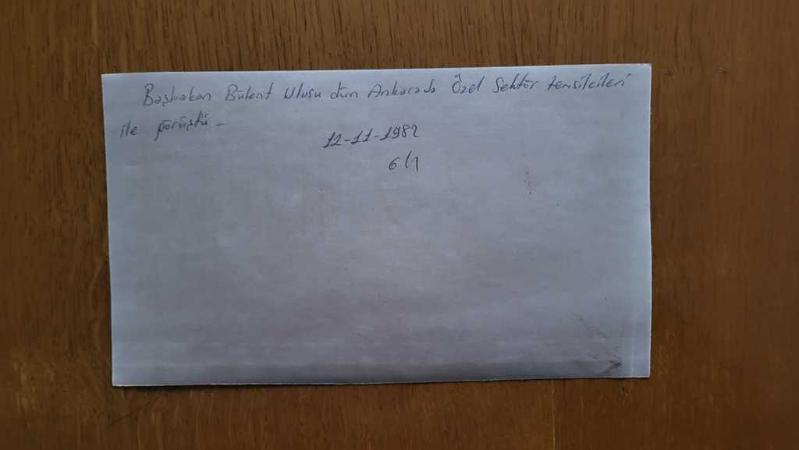 Başbakan Bülent Ulusu dün Ankarada Özel Sektör temsilcileri
ile görüştü -
12-11-1982
6/1